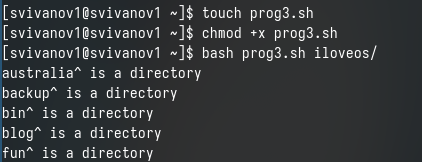 [svivanov1@svivanov1 ~]$ touch prog3.sh
[svivanov1@svivanov1 ~]$ chmod +x prog3.sh
[svivanov1@svivanov1 ~]$ bash prog3.sh iloveos/
australia^ is a directory
backup^ is a directory
bin^ is a directory
blog^ is a directory
fun^ is a directory